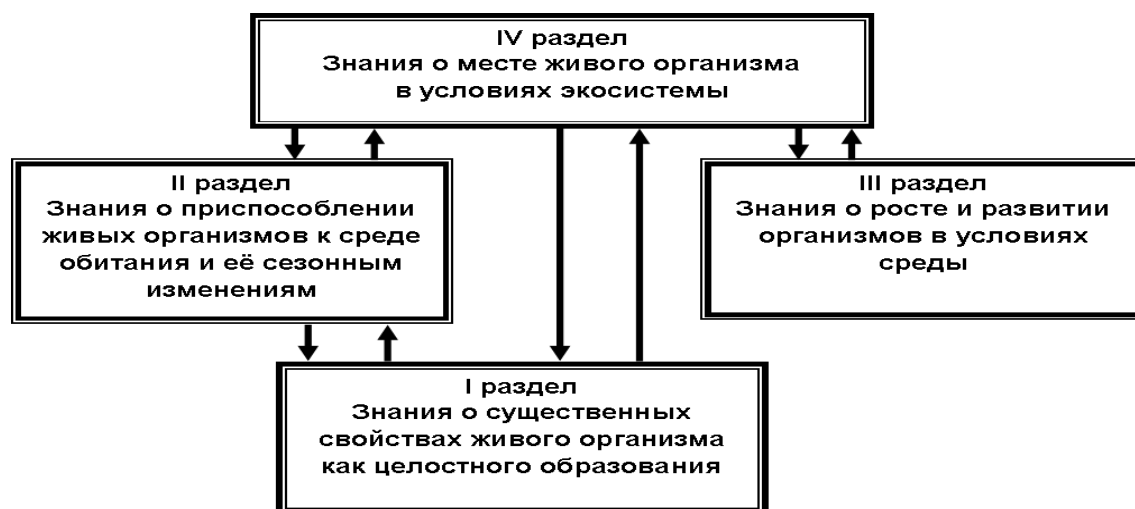 IV раздел
Знания о месте живого организма
в условиях экосистемы
II раздел
Знания о приспособлении
живых организмов к среде
обитания и её сезонным
изменениям
III раздел
Знания о росте и развитии
организмов в условиях
среды
I раздел
Знания о существенных
свойствах живого организма
как целостного образования